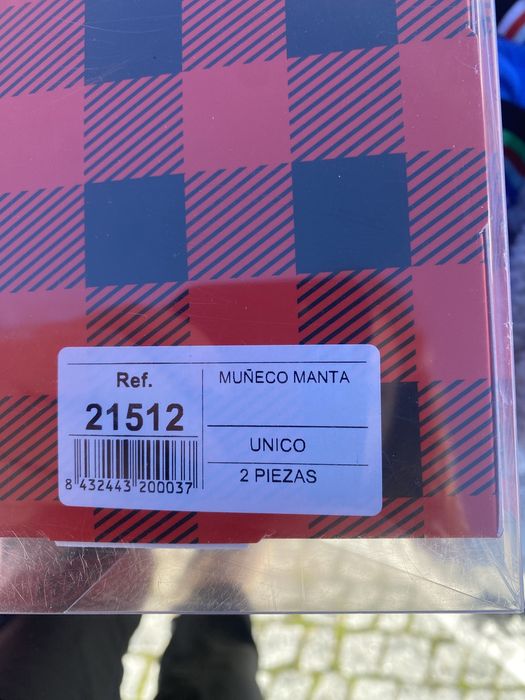 Ref.
21512
8 432443 200037
MUÑECO MANTA
UNICO
2 PIEZAS